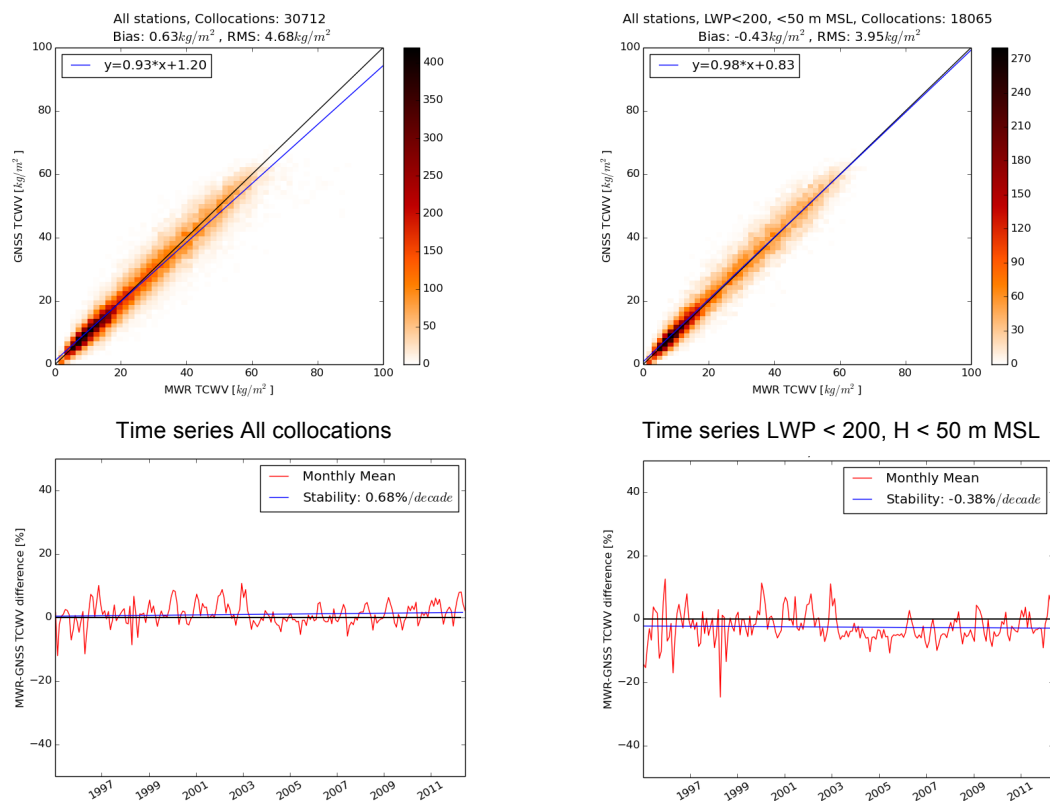 All stations, Collocations: 30712
Bias: 0.63kg/m² , RMS: 4.68kg/m²
y=0.93*x+1.20
GNSS TCWV [kg/m² ]
100
80
60
40
20
0
0 20 40 60 80 100
MWR TCWV [kg/m² ]
400
350
300
250
200
150
100
50
0
All stations, LWP<200, <50 m MSL, Collocations: 18065
Bias: -0.43kg/m² , RMS: 3.95kg/m²
y=0.98*x+0.83
GNSS TCWV [kg/m² ]
100
80
60
40
20
0
0 20 40 60 80 100
MWR TCWV [kg/m² ]
270
240
210
180
150
120
90
60
30
0
Time series All collocations
Monthly Mean
Stability: 0.68%/decade
MWR-GNSS TCWV difference [%]
40
20
0
−20
−40
1997 1999 2001 2003 2005 2007 2009 2011
Time series LWP < 200, H < 50 m MSL
Monthly Mean
Stability: -0.38%/decade
MWR-GNSS TCWV difference [%]
40
20
0
−20
−40
1997 1999 2001 2003 2005 2007 2009 2011